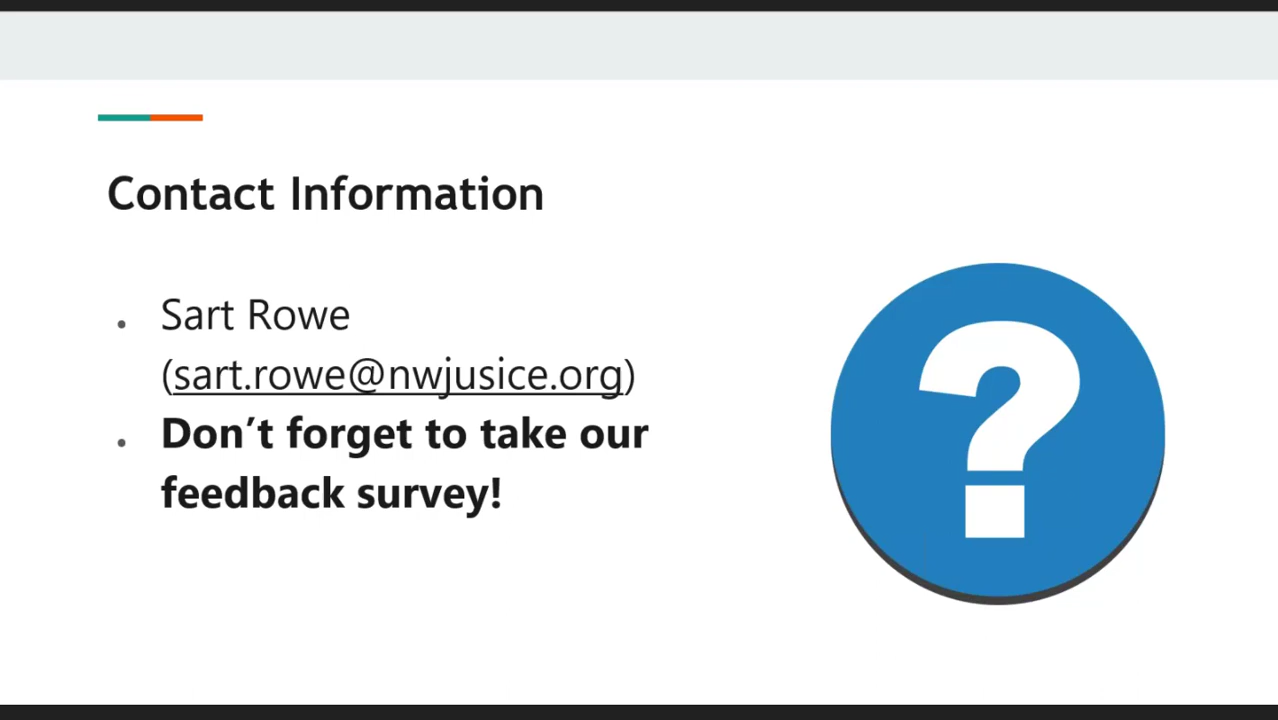 Contact Information
• Sart Rowe
(sart.rowe@nwjusice.org)
• Don’t forget to take our
feedback survey!
?